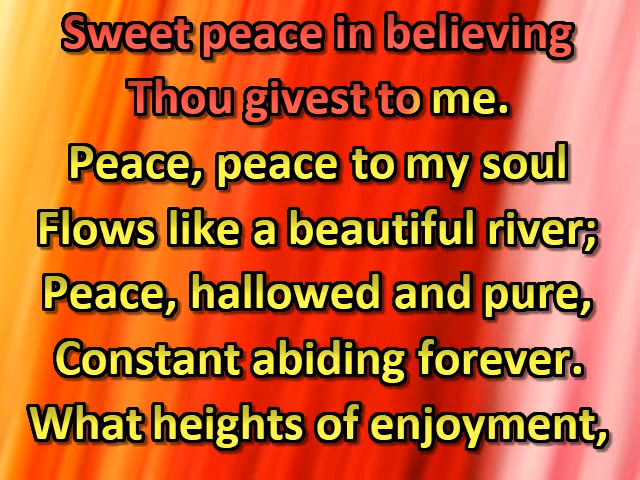 Sweet peace in believing
Thou givest to me.
Peace, peace to my soul
Flows like a beautiful river;
Peace, hallowed and pure,
Constant abiding forever.
What heights of enjoyment,